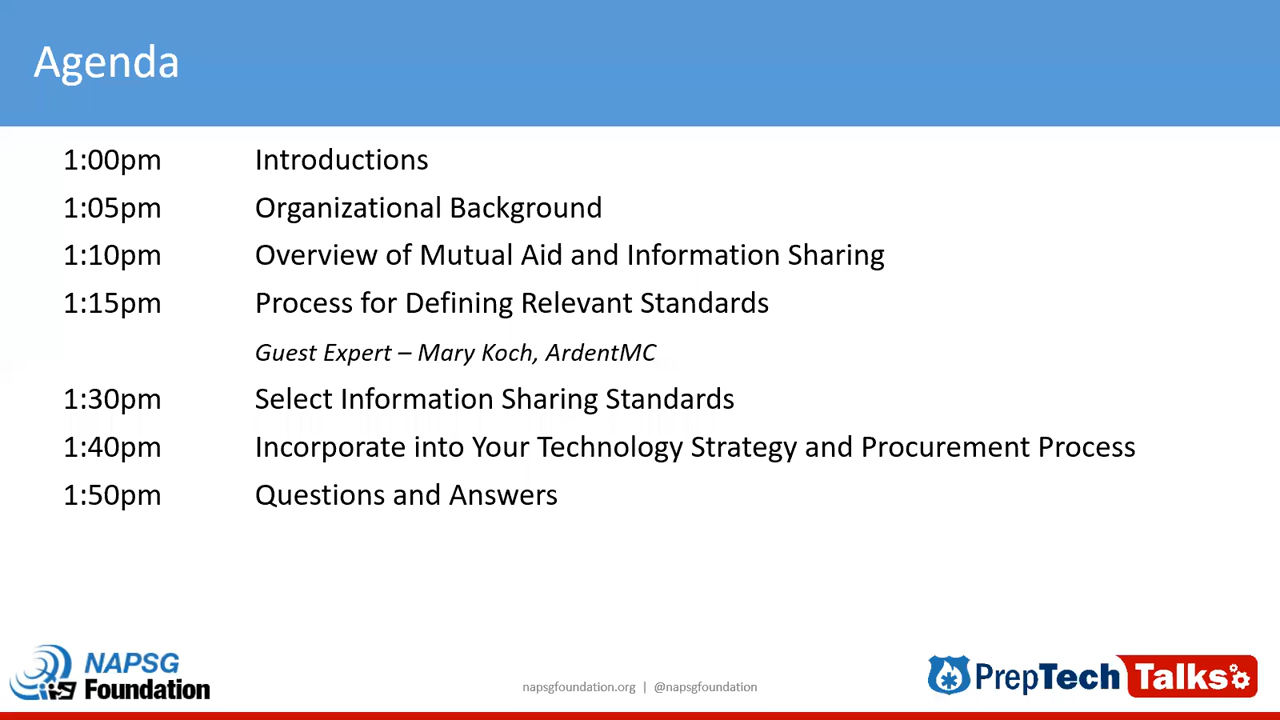 Agenda
1:00pm Introductions
1:05pm Organizational Background
1:10pm Overview of Mutual Aid and Information Sharing
1:15pm Process for Defining Relevant Standards
Guest Expert – Mary Koch, ArdentMC
1:30pm Select Information Sharing Standards
1:40pm Incorporate into Your Technology Strategy and Procurement Process
1:50pm Questions and Answers
NAPSG
Foundation
napsgfoundation.org | @napsgfoundation
PrepTech Talks